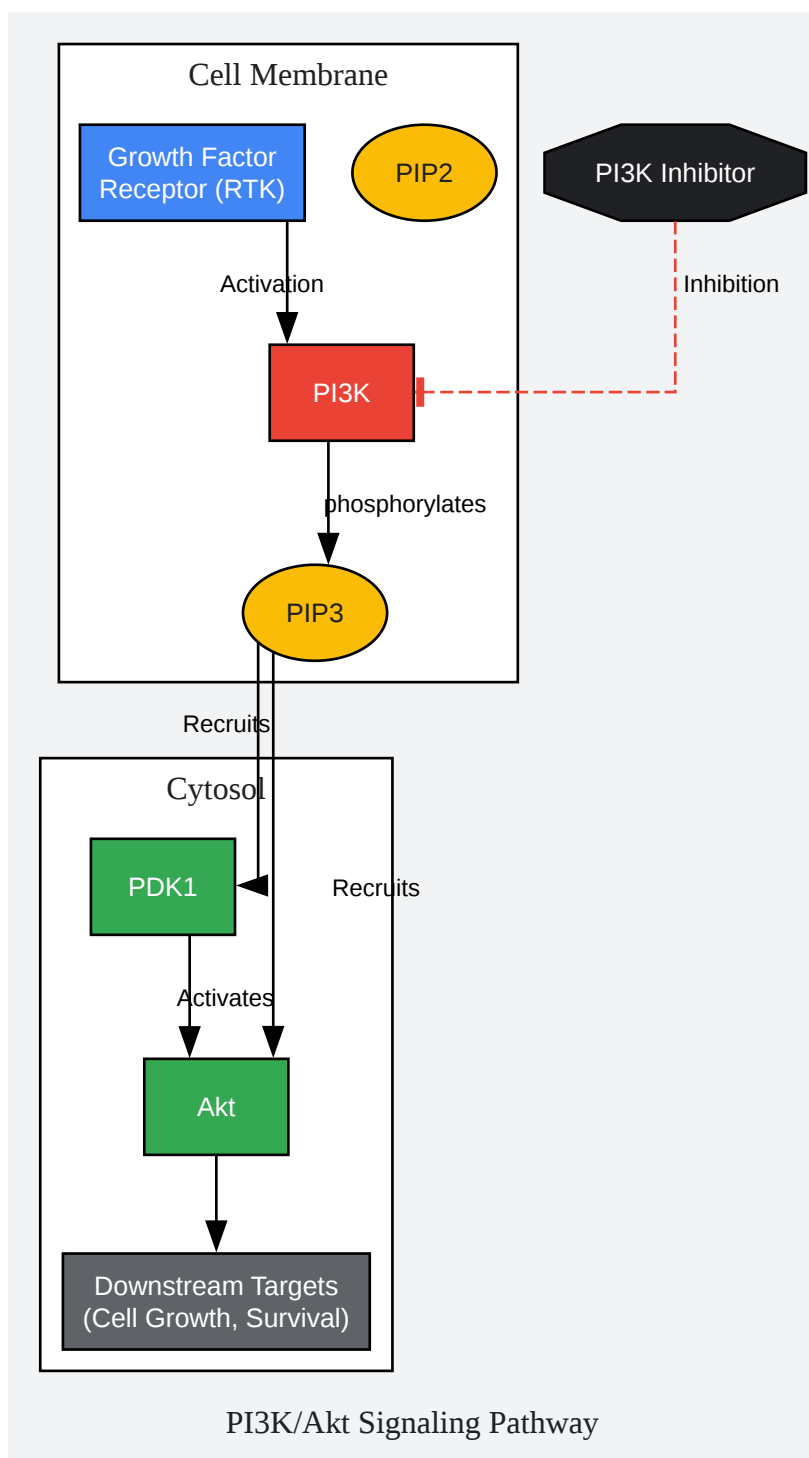 Cell Membrane
Growth Factor
Receptor (RTK)
PIP2
PI3K Inhibitor
Activation
Inhibition
PI3K
phosphorylates
PIP3
Recruits
Cytosol
PDK1
Recruits
Activates
Akt
Downstream Targets
(Cell Growth, Survival)
PI3K/Akt Signaling Pathway